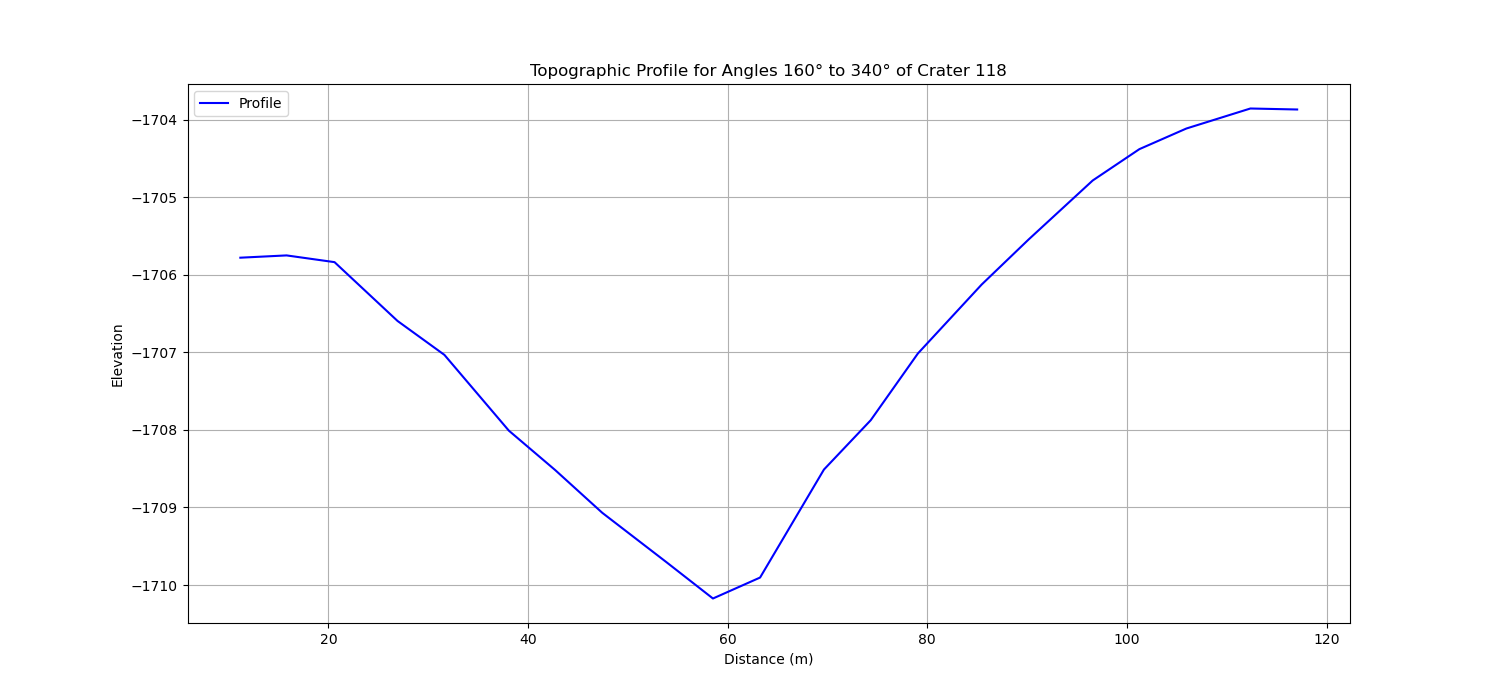 Topographic Profile for Angles 160° to 340° of Crater 118
Profile
−1704
−1705
−1706
−1707
−1708
−1709
−1710
Elevation
20 40 60 80 100 120
Distance (m)